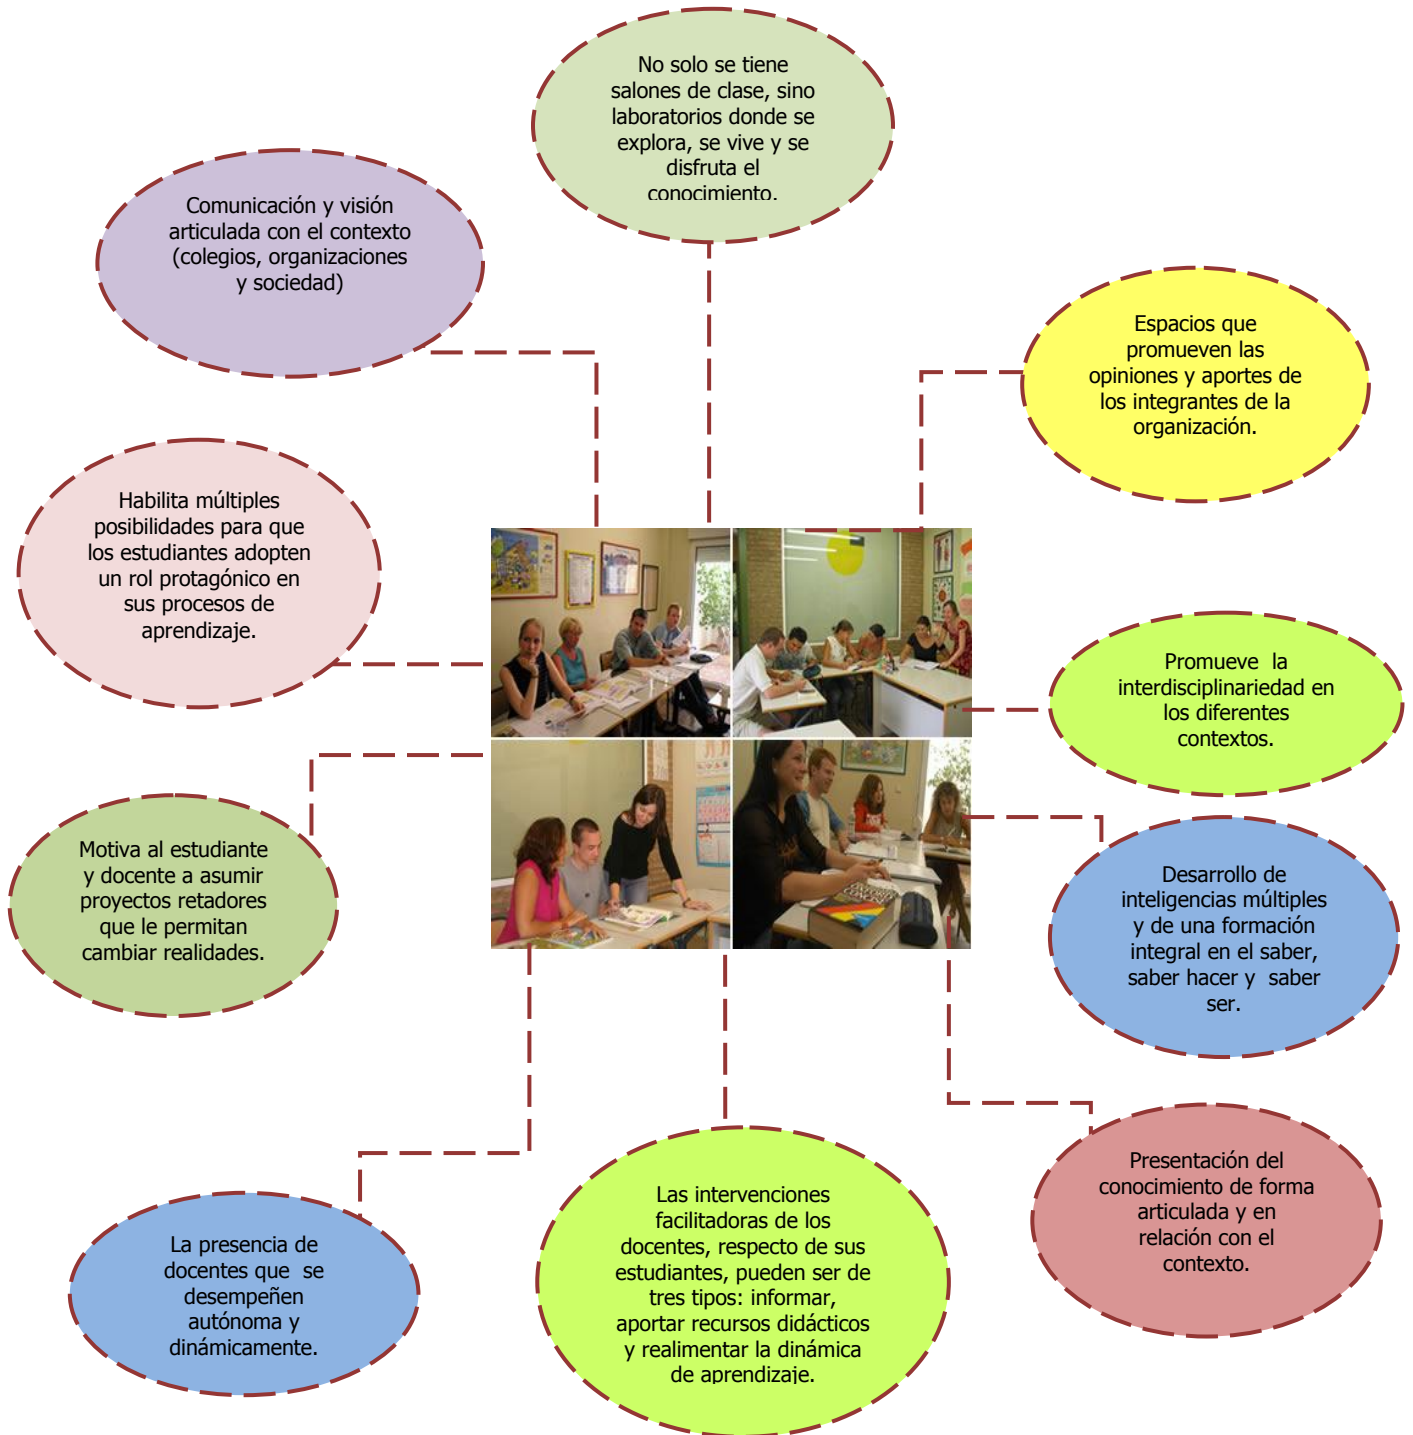 No solo se tiene
salones de clase, sino
laboratorios donde se
explora, se vive y se
disfruta el
conocimiento.
Comunicación y visión
articulada con el contexto
(colegios, organizaciones
y sociedad)
Espacios que
promueven las
opiniones y aportes de
los integrantes de la
organización.
Habilita múltiples
posibilidades para que
los estudiantes adopten
un rol protagónico en
sus procesos de
aprendizaje.
Promueve  la
interdisciplinariedad en
los diferentes
contextos.
Motiva al estudiante
y docente a asumir
proyectos retadores
que le permitan
cambiar realidades.
Desarrollo de
inteligencias múltiples
y de una formación
integral en el saber,
saber hacer y  saber
ser.
Presentación del
conocimiento de forma
articulada y en
relación con el
contexto.
Las intervenciones
facilitadoras de los
docentes, respecto de sus
estudiantes, pueden ser de
tres tipos: informar,
aportar recursos didácticos
y realimentar la dinámica
de aprendizaje.
La presencia de
docentes que  se
desempeñen
autónoma y
dinámicamente.